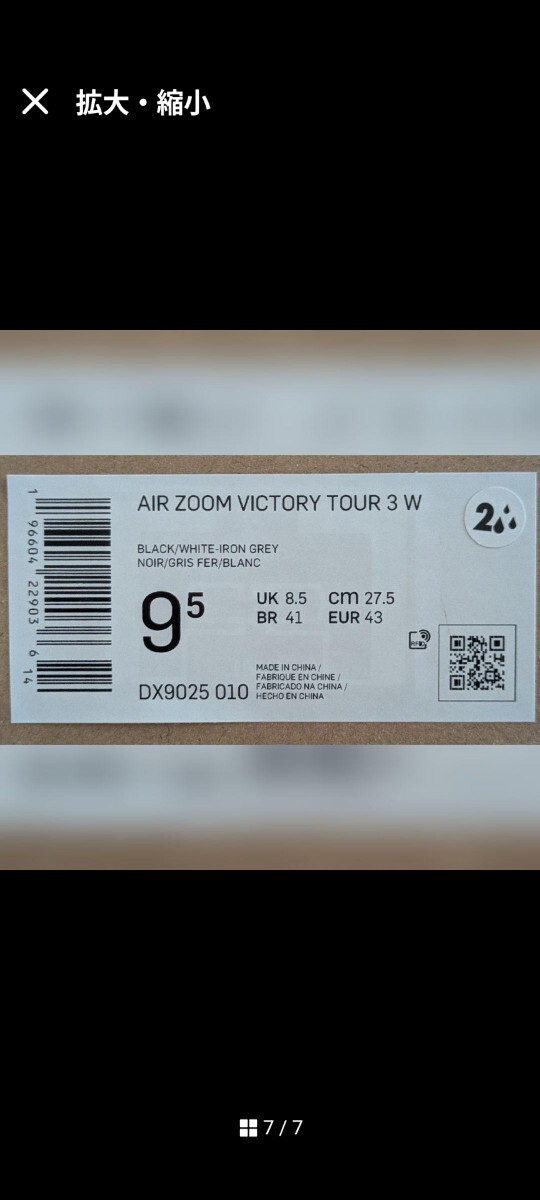 拡大・縮小
AIR ZOOM VICTORY TOUR 3 W
BLACK/WHITE-IRON GREY
NOIR/GRIS FER/BLANC
9⁵
UK 8.5 cm 27.5
BR 41 EUR 43
MADE IN CHINA /
FABRIQUE EN CHINE /
FABRICADO NA CHINA /
HECHO EN CHINA
DX9025 010
1 96604 22903 6 14
2
RFID
7 / 7